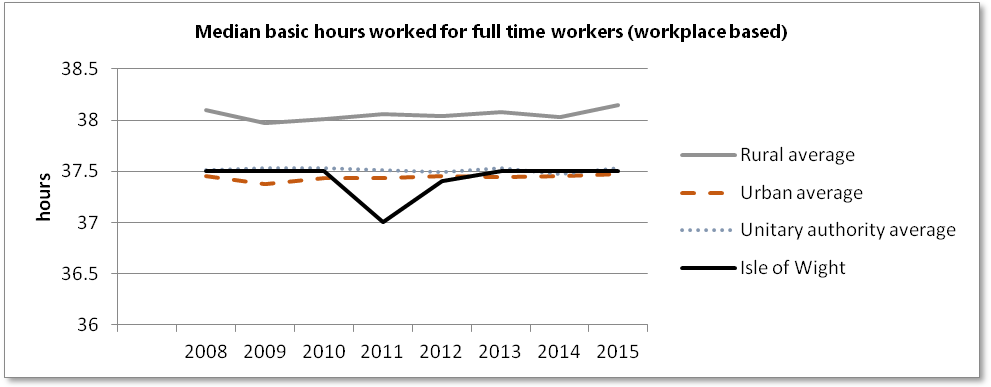 Median basic hours worked for full time workers (workplace based)
38.5
38
37.5
37
36.5
36
hours
2008 2009 2010 2011 2012 2013 2014 2015
Rural average
Urban average
Unitary authority average
Isle of Wight